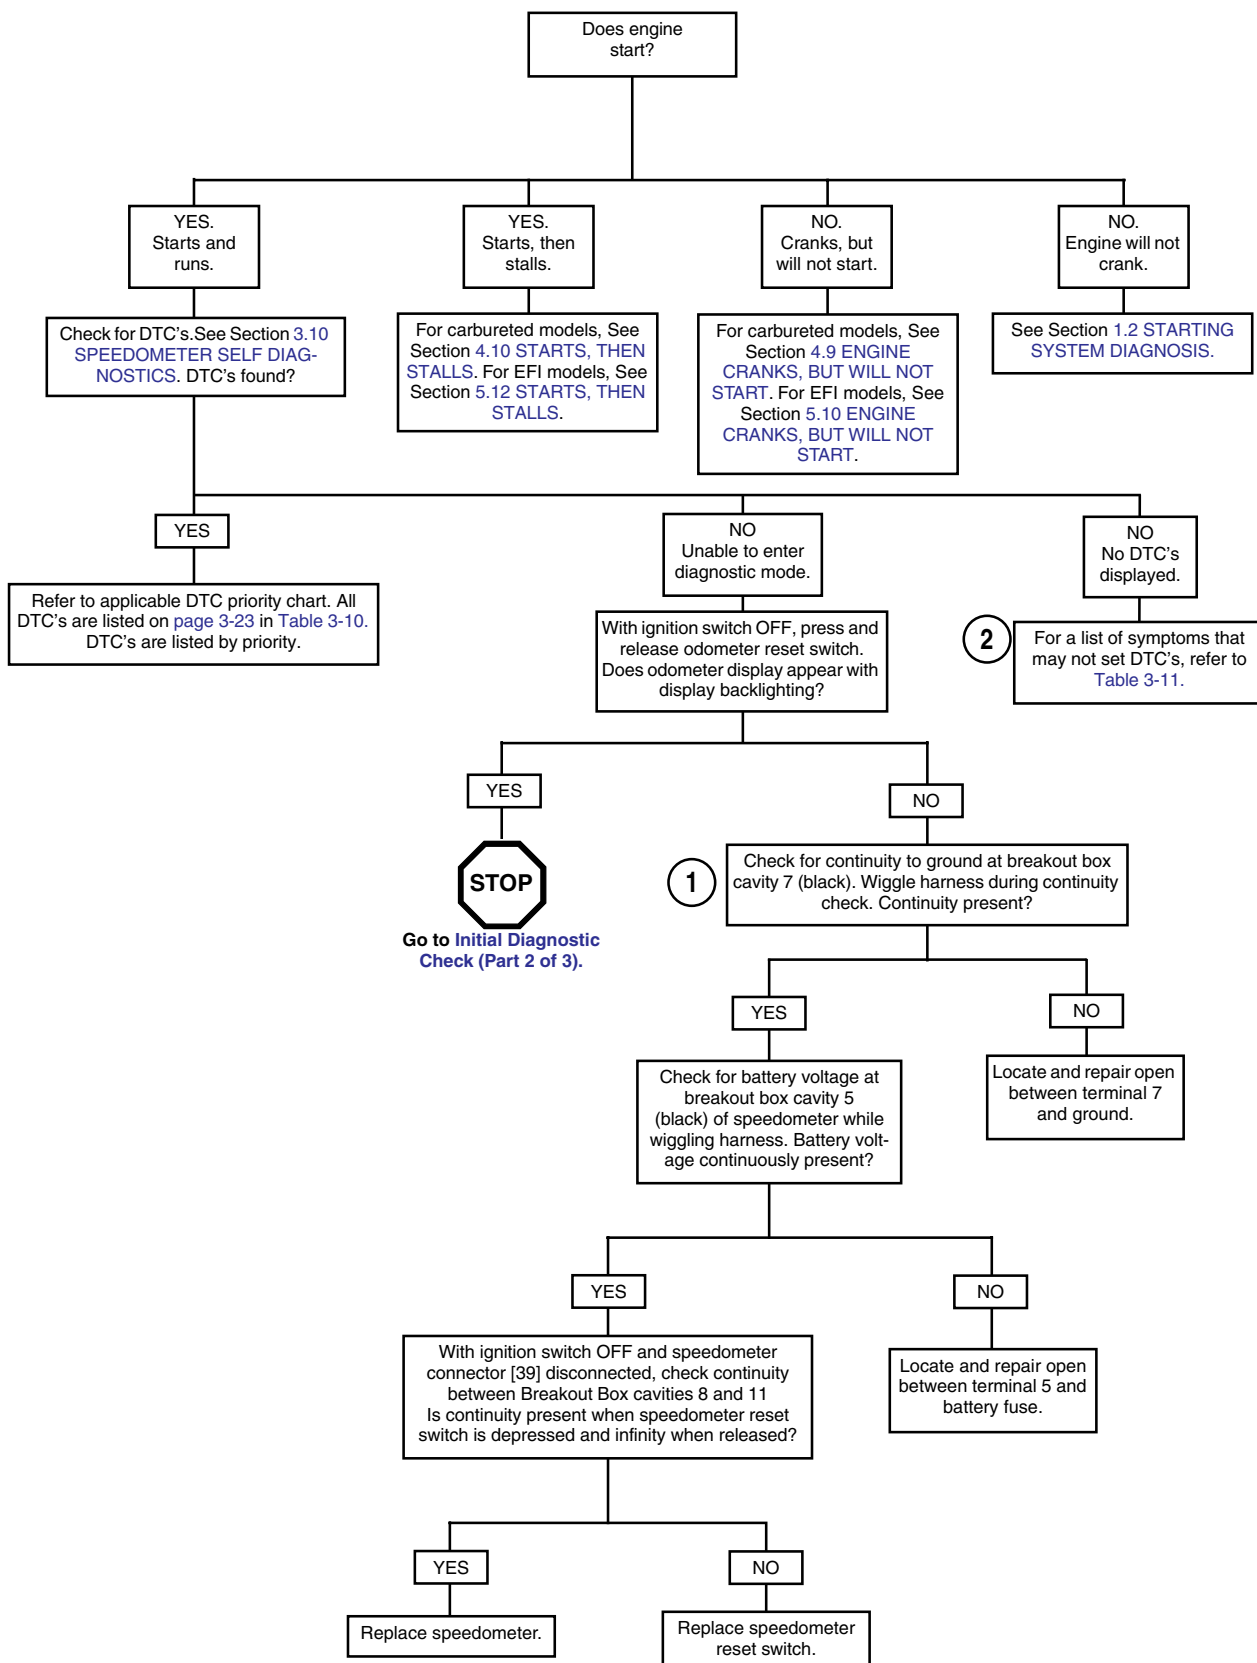 Does engine
start?
YES.
Starts and
runs.
YES.
Starts, then
stalls.
NO.
Cranks, but
will not start.
NO.
Engine will not
crank.
Check for DTC's.See Section 3.10
SPEEDOMETER SELF DIAG-
NOSTICS. DTC's found?
For carbureted models, See
Section 4.10 STARTS, THEN
STALLS. For EFI models, See
Section 5.12 STARTS, THEN
STALLS.
For carbureted models, See
Section 4.9 ENGINE
CRANKS, BUT WILL NOT
START. For EFI models, See
Section 5.10 ENGINE
CRANKS, BUT WILL NOT
START.
See Section 1.2 STARTING
SYSTEM DIAGNOSIS.
YES
NO
Unable to enter
diagnostic mode.
NO
No DTC's
displayed.
Refer to applicable DTC priority chart. All
DTC's are listed on page 3-23 in Table 3-10.
DTC's are listed by priority.
With ignition switch OFF, press and
release odometer reset switch.
Does odometer display appear with
display backlighting?
2
For a list of symptoms that
may not set DTC's, refer to
Table 3-11.
YES
NO
STOP
Go to Initial Diagnostic
Check (Part 2 of 3).
1
Check for continuity to ground at breakout box
cavity 7 (black). Wiggle harness during continuity
check. Continuity present?
YES
NO
Check for battery voltage at
breakout box cavity 5
(black) of speedometer while
wiggling harness. Battery volt-
age continuously present?
Locate and repair open
between terminal 7
and ground.
YES
NO
With ignition switch OFF and speedometer
connector [39] disconnected, check continuity
between Breakout Box cavities 8 and 11
Is continuity present when speedometer reset
switch is depressed and infinity when released?
Locate and repair open
between terminal 5 and
battery fuse.
YES
NO
Replace speedometer.
Replace speedometer
reset switch.